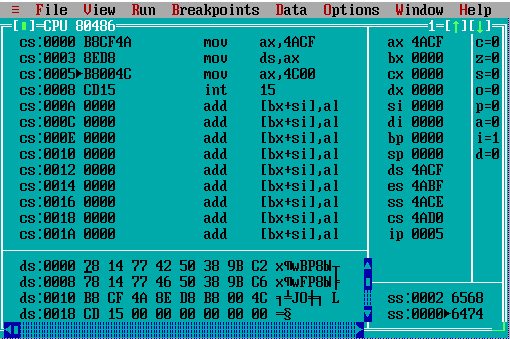 ≡ File View Run Breakpoints Data Options Window Help
[■]=CPU 80486 1=[↑][↓]
cs:0000 B8CF4A mov ax,4ACF ax 4ACF c=0
cs:0003 8ED8 mov ds,ax bx 0000 z=0
cs:0005►B8004C mov ax,4C00 cx 0000 s=0
cs:0008 CD15 int 15 dx 0000 o=0
cs:000A 0000 add [bx+si],al si 0000 p=0
cs:000C 0000 add [bx+si],al di 0000 a=0
cs:000E 0000 add [bx+si],al bp 0000 i=1
cs:0010 0000 add [bx+si],al sp 0000 d=0
cs:0012 0000 add [bx+si],al ds 4ACF
cs:0014 0000 add [bx+si],al es 4ABF
cs:0016 0000 add [bx+si],al ss 4ACE
cs:0018 0000 add [bx+si],al cs 4AD0
cs:001A 0000 add [bx+si],al ip 0005
ds:0000 78 14 77 42 50 38 9B C2 x¶wBP8¢┬
ds:0008 78 14 77 46 50 38 9B C6 x¶wFP8¢╞
ds:0010 B8 CF 4A 8E D8 B8 00 4C ╕╧JÄ╪╕ L ss:0002 6568
ds:0018 CD 15 00 00 00 00 00 00 ═§ ss:0000►6474